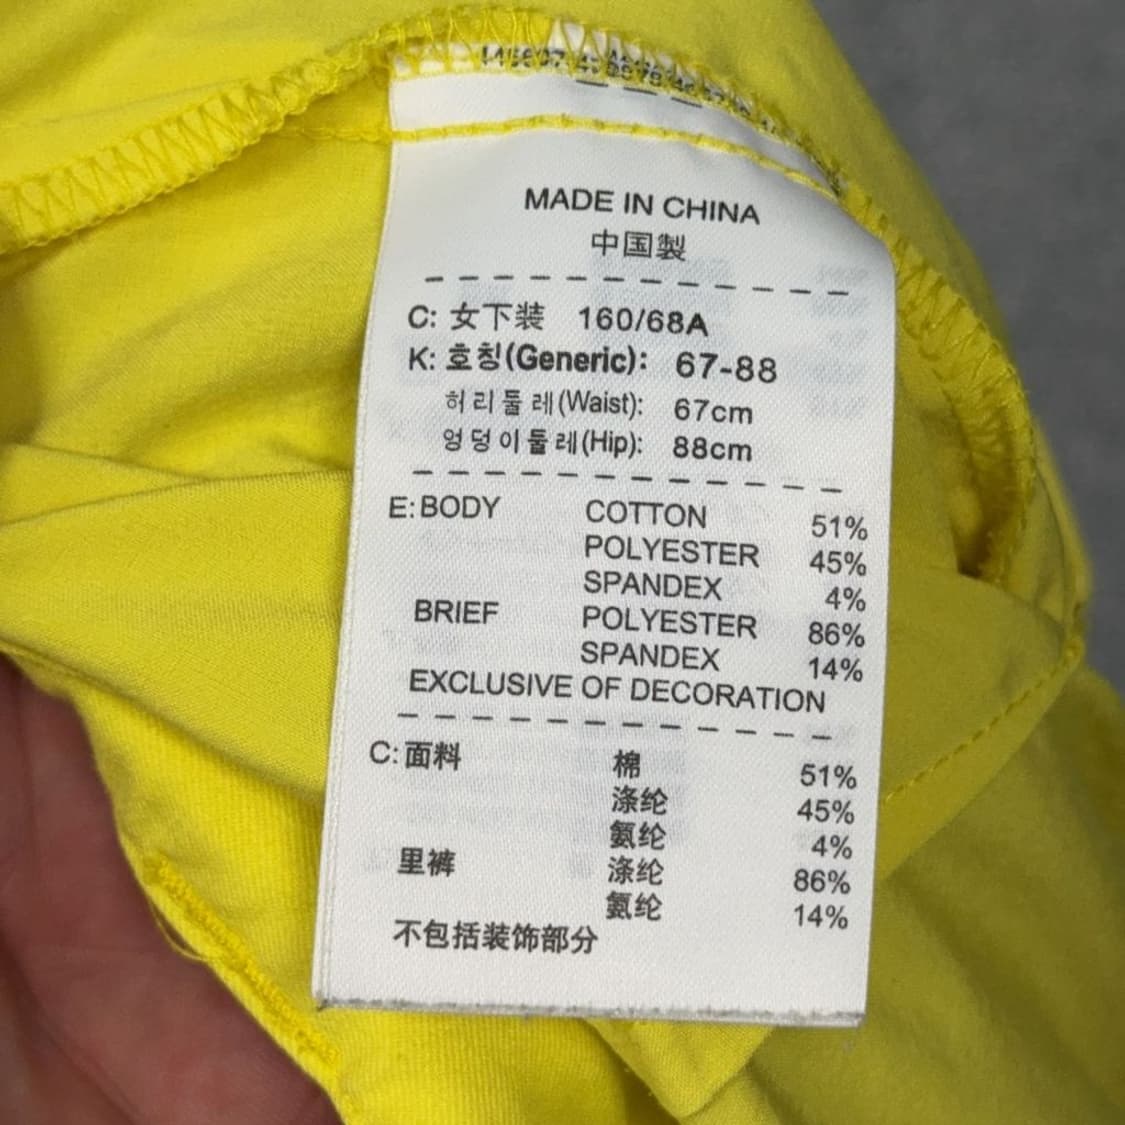 MADE IN CHINA
中国製
C: 女下装 160/68A
K: 호칭(Generic): 67-88
허리둘레(Waist): 67cm
엉덩이둘레(Hip): 88cm
E: BODY COTTON 51%
POLYESTER 45%
SPANDEX 4%
BRIEF POLYESTER 86%
SPANDEX 14%
EXCLUSIVE OF DECORATION
C: 面料 棉 51%
涤纶 45%
氨纶 4%
里裤 涤纶 86%
氨纶 14%
不包括装饰部分